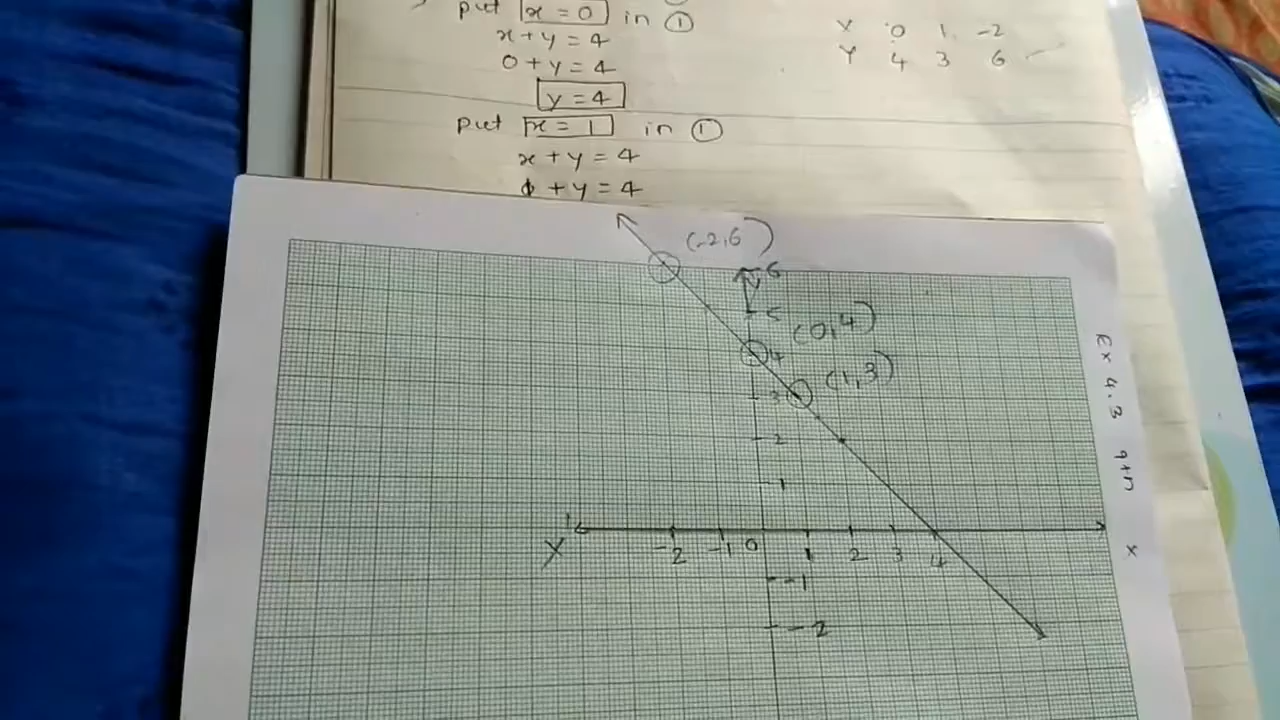 put x = 0 in ①
x + y = 4
0 + y = 4
y = 4
put x = 1 in ①
x + y = 4
1 + y = 4
X 0 1 -2
Y 4 3 6
(-2,6)
6
Y
5
(0,4)
4
(1,3)
3
2
1
X' -2 -1 0 1 2 3 4
-1
-2
Ex 4.3 9th X